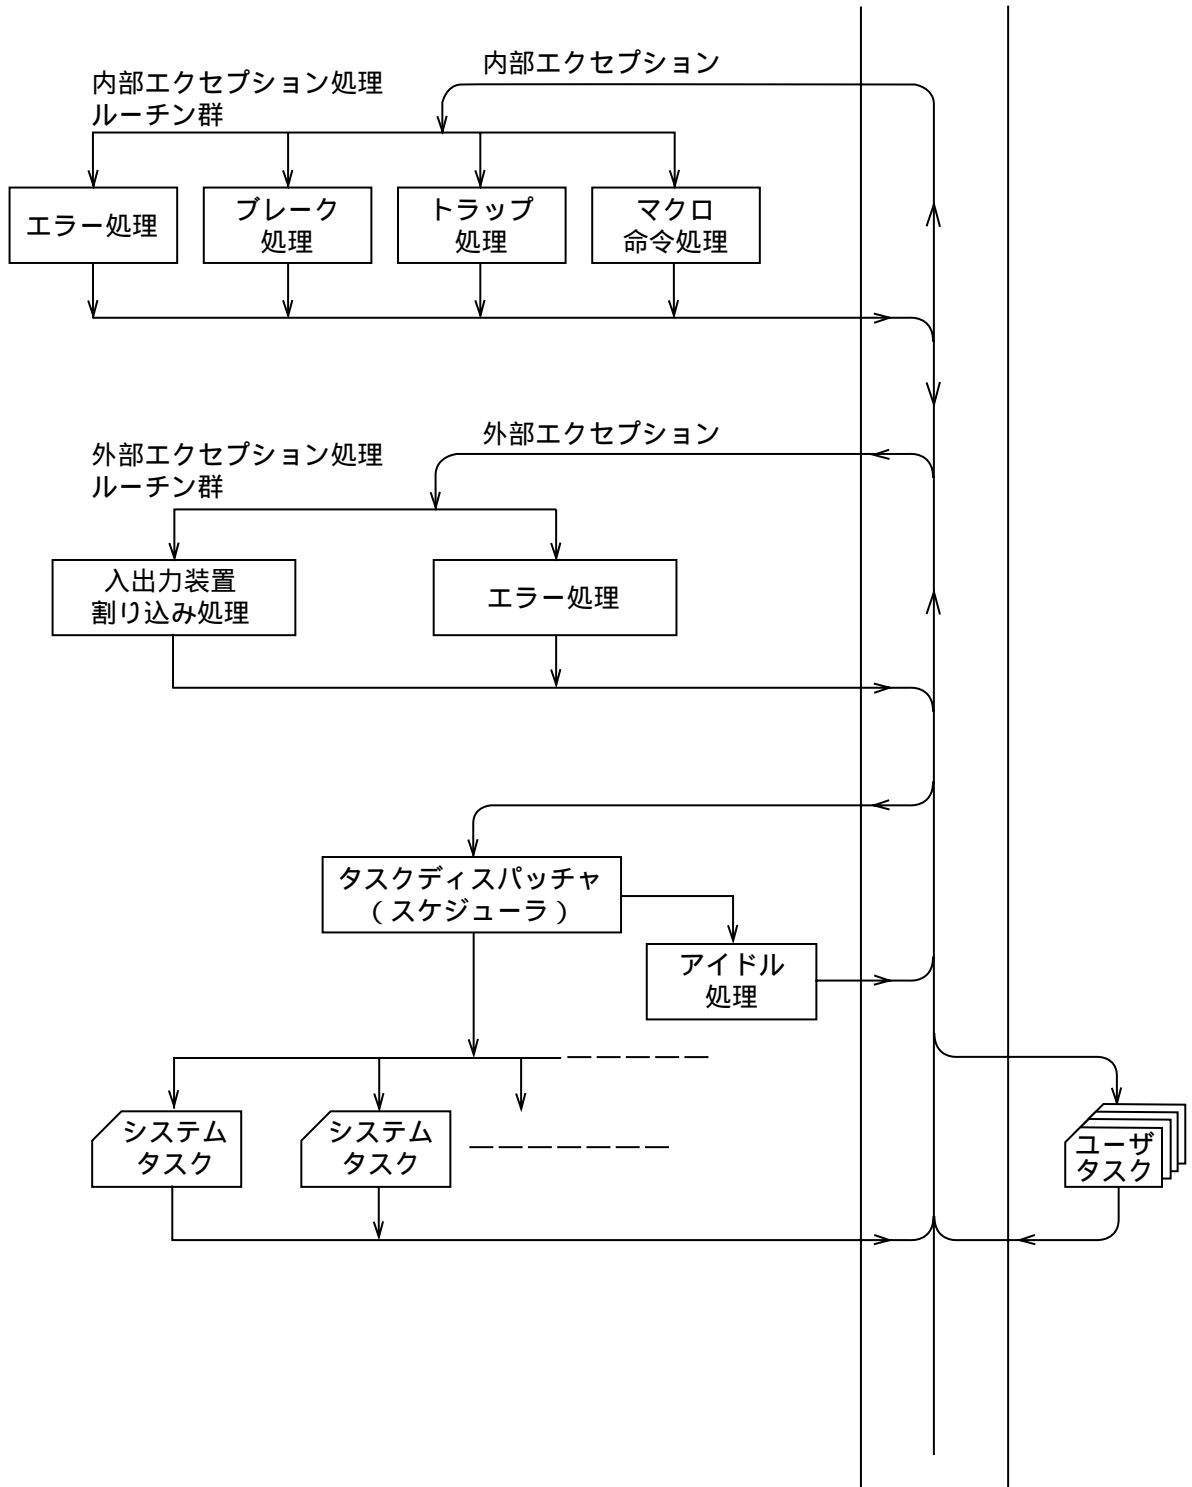 内部エクセプション
内部エクセプション処理
ルーチン群
エラー処理
ブレーク
処理
トラップ
処理
マクロ
命令処理
外部エクセプション
外部エクセプション処理
ルーチン群
入出力装置
割り込み処理
エラー処理
タスクディスパッチャ
（スケジューラ）
アイドル
処理
システム
タスク
システム
タスク
ユーザ
タスク